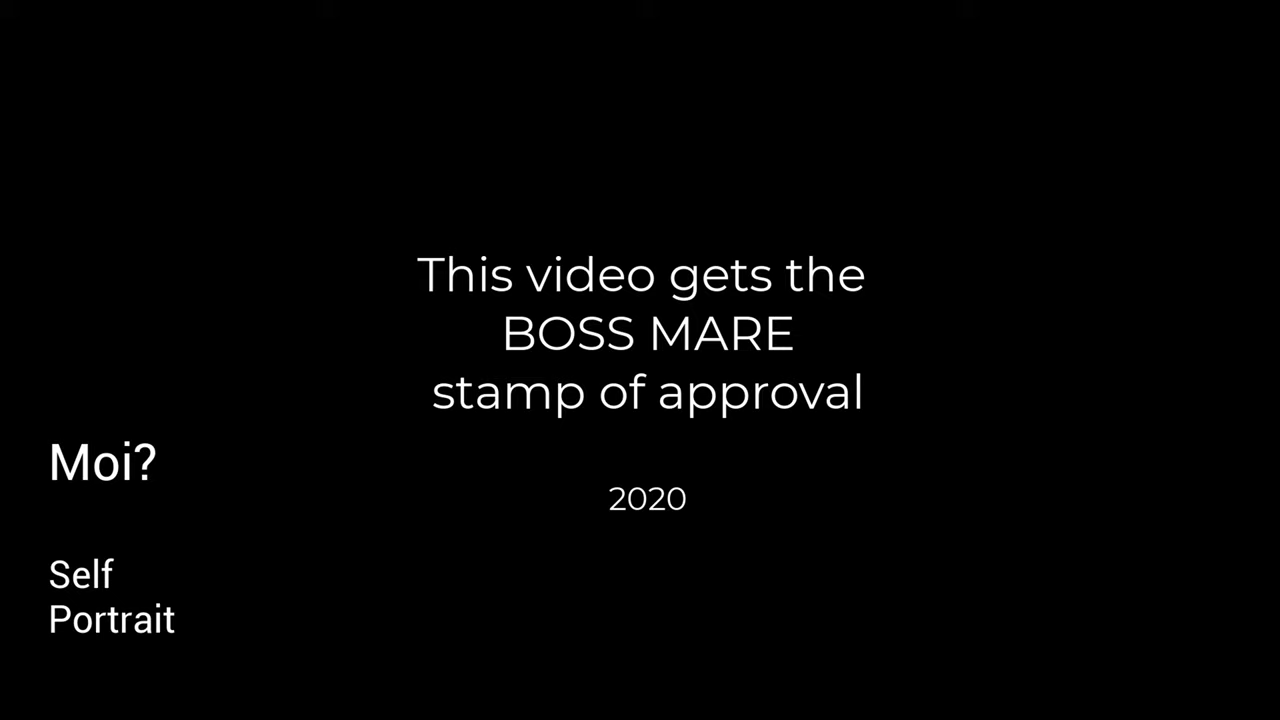 This video gets the
BOSS MARE
stamp of approval
2020
Moi?
Self
Portrait